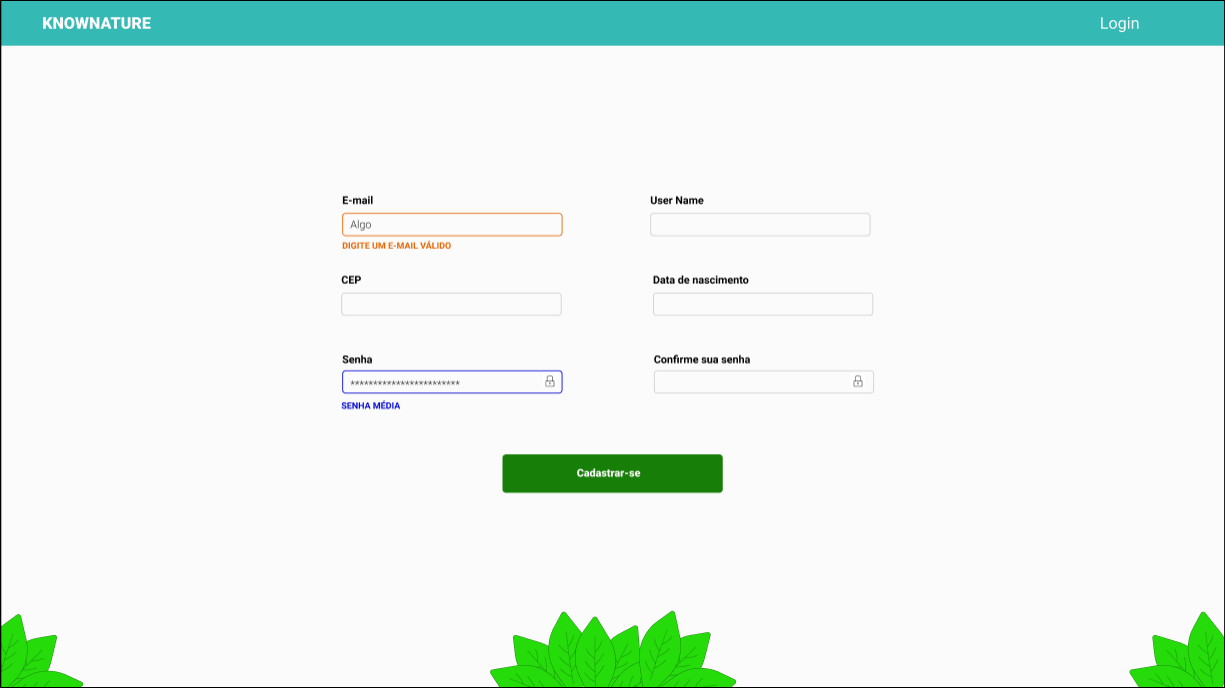 KNOWNATURE
Login
E-mail
User Name
Algo
DIGITE UM E-MAIL VÁLIDO
CEP
Data de nascimento
Senha
Confirme sua senha
************************
SENHA MÉDIA
Cadastrar-se